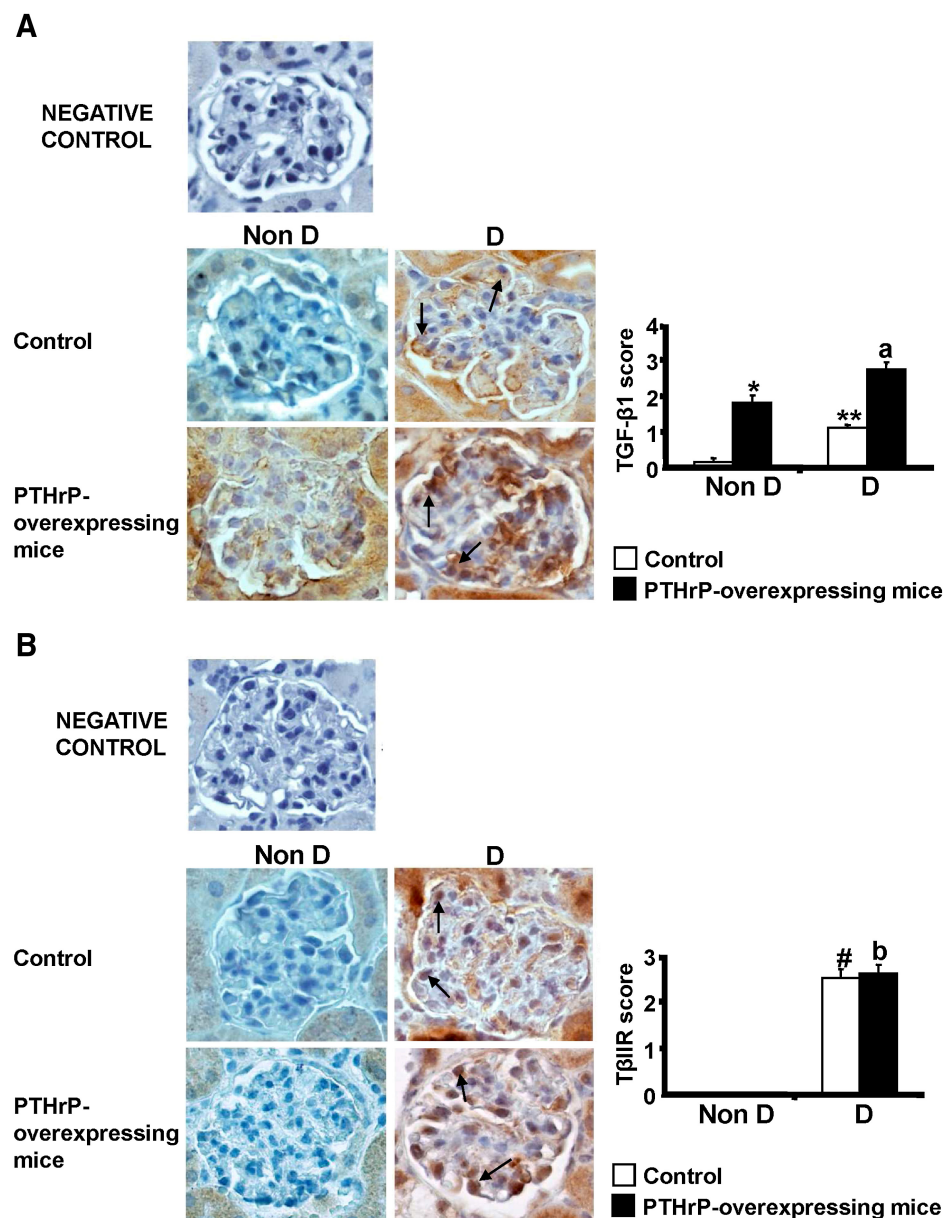 A
NEGATIVE
CONTROL
Non D
D
Control
PTHrP-
overexpressing
mice
TGF-β1 score
4
3
2
1
0
*
**
a
Non D
D
Control
PTHrP-overexpressing mice
B
NEGATIVE
CONTROL
Non D
D
Control
PTHrP-
overexpressing
mice
TβIIR score
3
2
1
0
#
b
Non D
D
Control
PTHrP-overexpressing mice